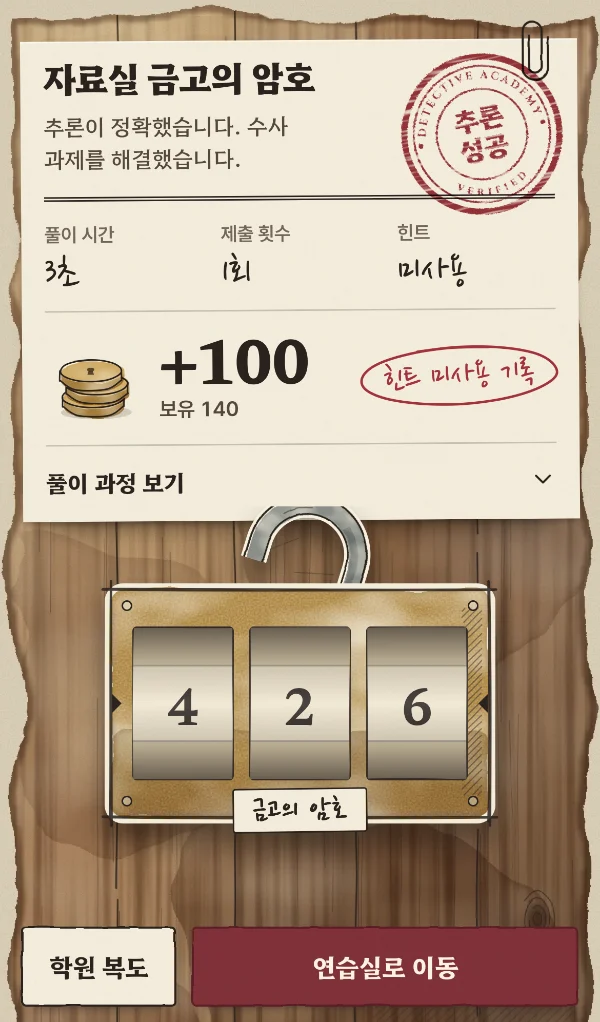 자료실 금고의 암호
추론이 정확했습니다. 수사
과제를 해결했습니다.
DETECTIVE ACADEMY
추론
성공
VERIFIED
풀이 시간
제출 횟수
힌트
3초
1회
미사용
+100
보유 140
힌트 미사용 기록
풀이 과정 보기
4 2 6
금고의 암호
학원 복도
연습실로 이동